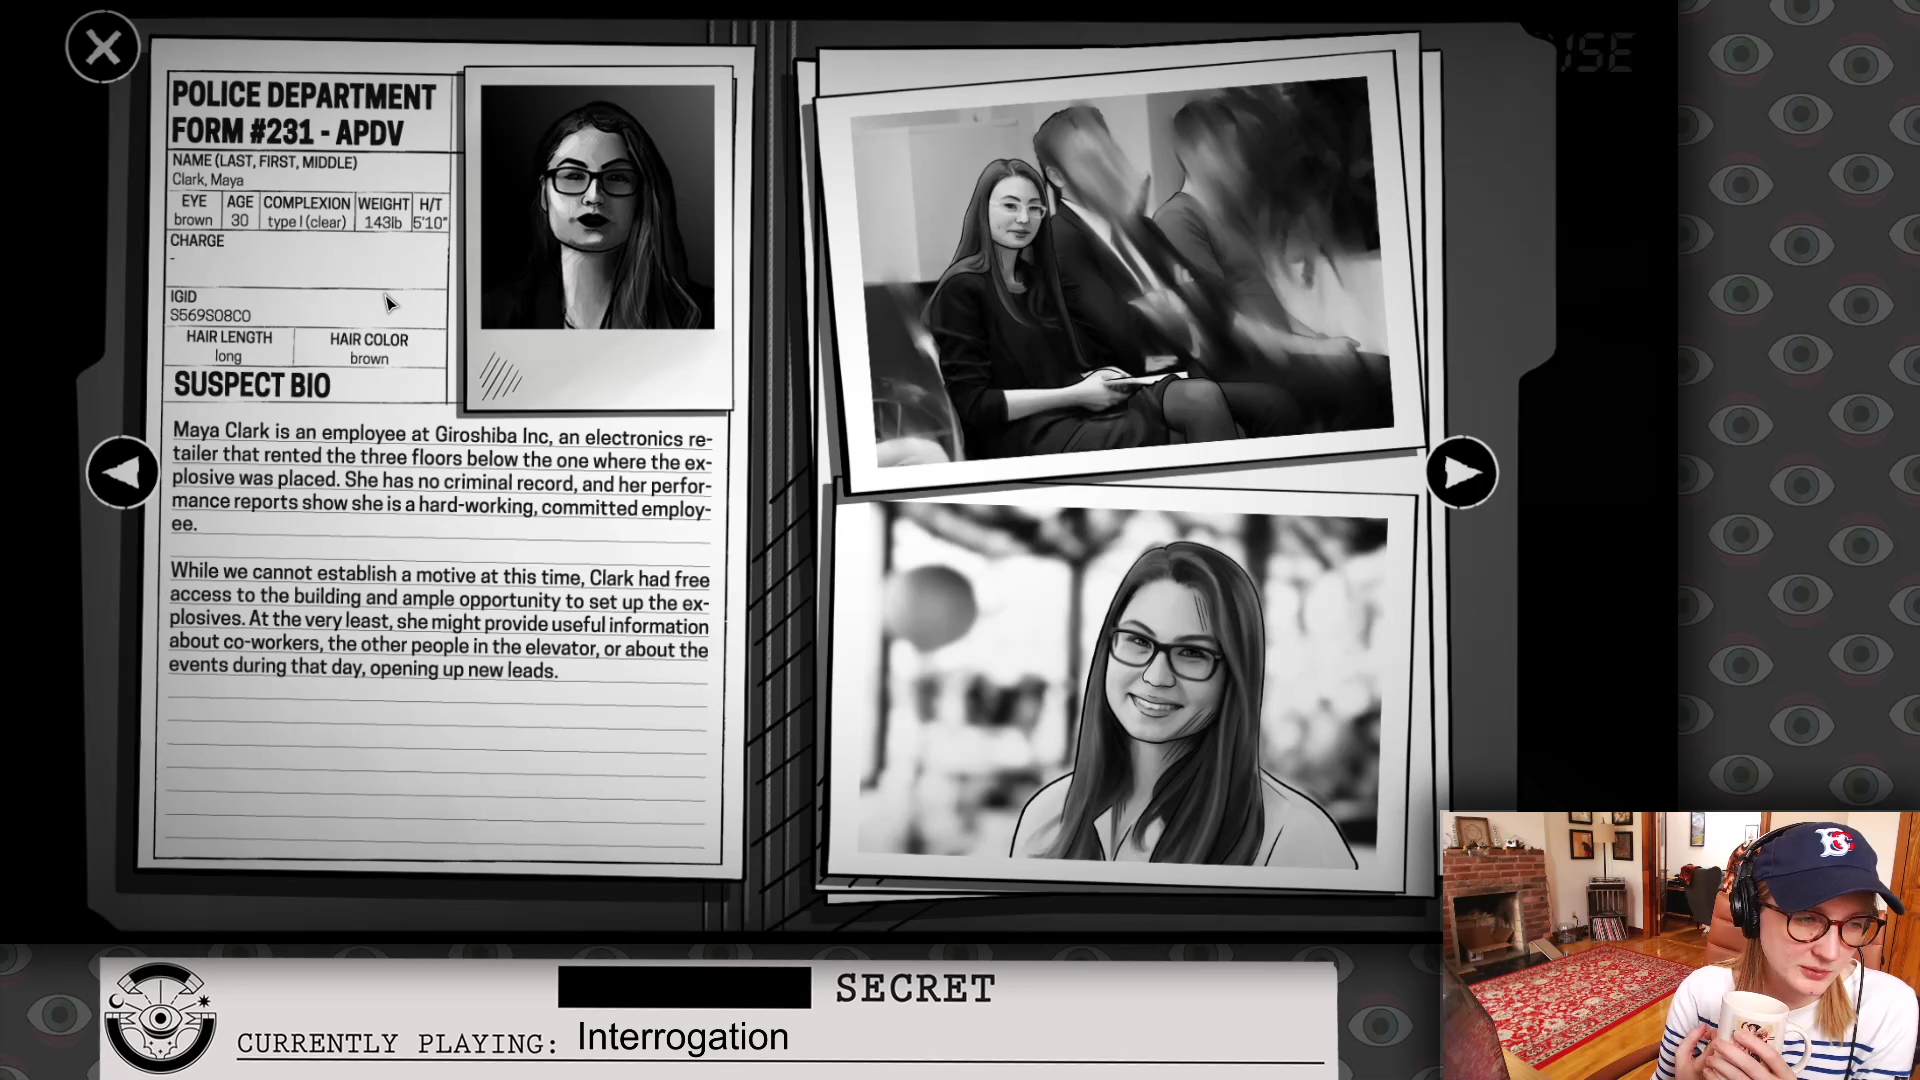 POLICE DEPARTMENT
FORM #231 - APDV
NAME (LAST, FIRST, MIDDLE)
Clark, Maya
EYE AGE COMPLEXION WEIGHT H/T
brown 30 type I (clear) 143lb 5'10"
CHARGE
-
IGID
S569S08C0
HAIR LENGTH HAIR COLOR
long brown
SUSPECT BIO
Maya Clark is an employee at Giroshiba Inc, an electronics re-
tailer that rented the three floors below the one where the ex-
plosive was placed. She has no criminal record, and her perfor-
mance reports show she is a hard-working, committed employ-
ee.
While we cannot establish a motive at this time, Clark had free
access to the building and ample opportunity to set up the ex-
plosives. At the very least, she might provide useful information
about co-workers, the other people in the elevator, or about the
events during that day, opening up new leads.
SECRET
CURRENTLY PLAYING: Interrogation